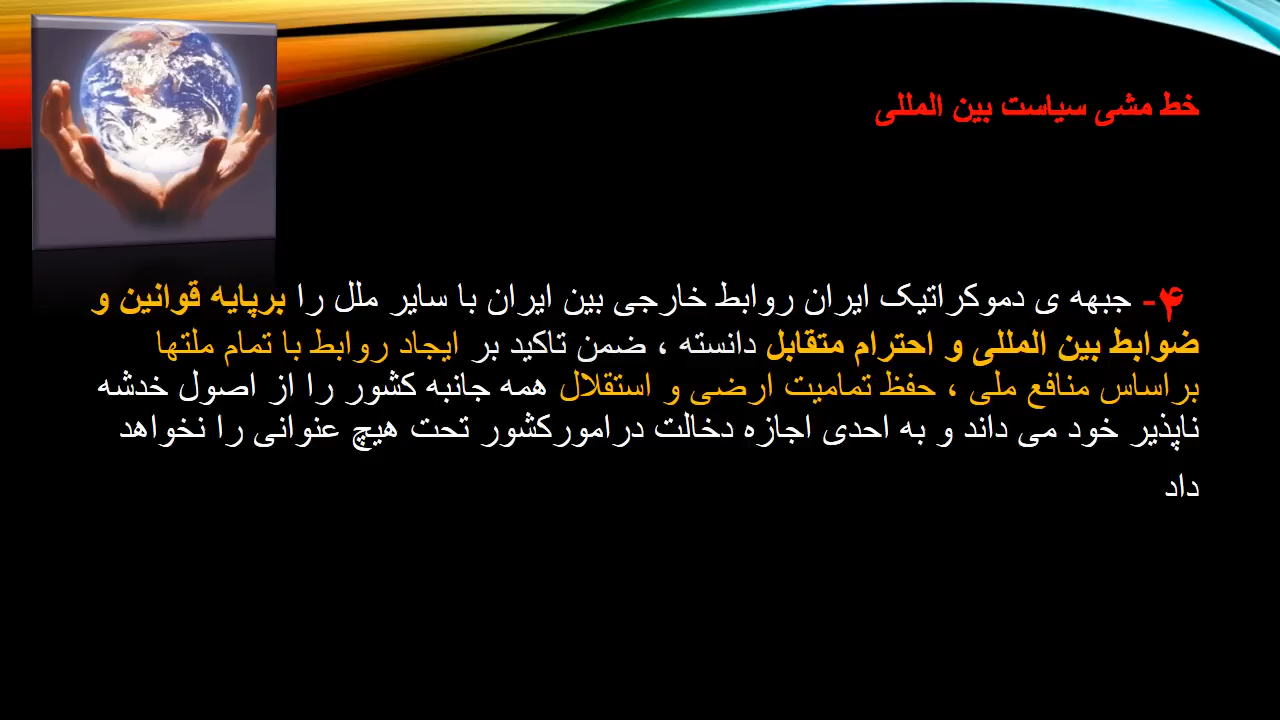 خط مشی سیاست بین المللی
۴- جبهه ی دموکراتیک ایران روابط خارجی بین ایران با سایر ملل را برپایه قوانین و
ضوابط بین المللی و احترام متقابل دانسته ، ضمن تاکید بر ایجاد روابط با تمام ملتها
براساس منافع ملی ، حفظ تمامیت ارضی و استقلال همه جانبه کشور را از اصول خدشه
ناپذیر خود می داند و به احدی اجازه دخالت درامورکشور تحت هیچ عنوانی را نخواهد
داد